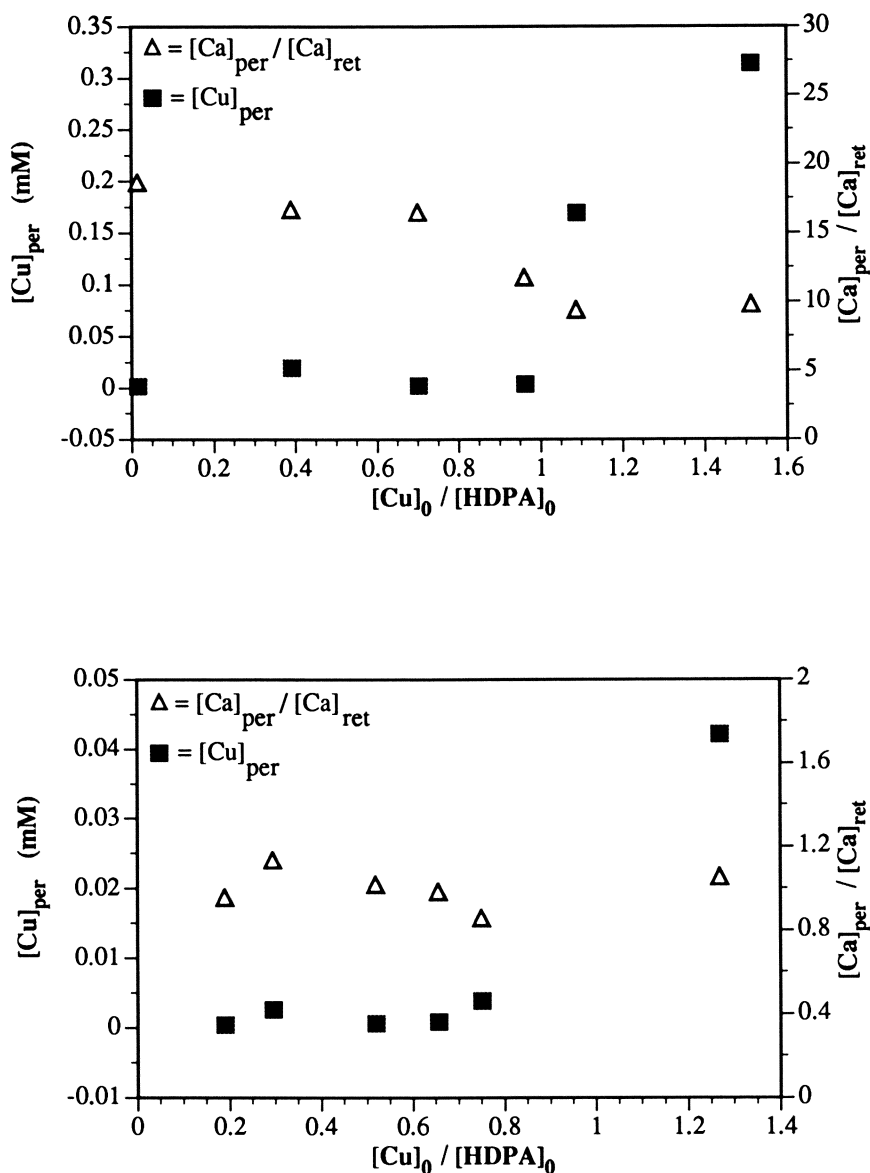 0.35
0.3
0.25
0.2
0.15
0.1
0.05
0
-0.05
[Cu]per (mM)
△ = [Ca]per / [Ca]ret
■ = [Cu]per
30
25
20
15
10
5
0
[Ca]per / [Ca]ret
0 0.2 0.4 0.6 0.8 1 1.2 1.4 1.6
[Cu]0 / [HDPA]0
0.05
0.04
0.03
0.02
0.01
0
-0.01
[Cu]per (mM)
△ = [Ca]per / [Ca]ret
■ = [Cu]per
2
1.6
1.2
0.8
0.4
0
[Ca]per / [Ca]ret
0 0.2 0.4 0.6 0.8 1 1.2 1.4
[Cu]0 / [HDPA]0